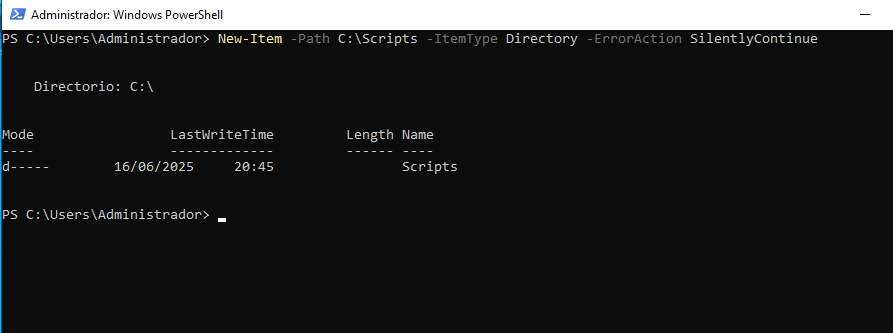 Administrador: Windows PowerShell
PS C:\Users\Administrador> New-Item -Path C:\Scripts -ItemType Directory -ErrorAction SilentlyContinue
Directorio: C:\
Mode LastWriteTime Length Name
---- ------------- ------ ----
d----- 16/06/2025 20:45 Scripts
PS C:\Users\Administrador>